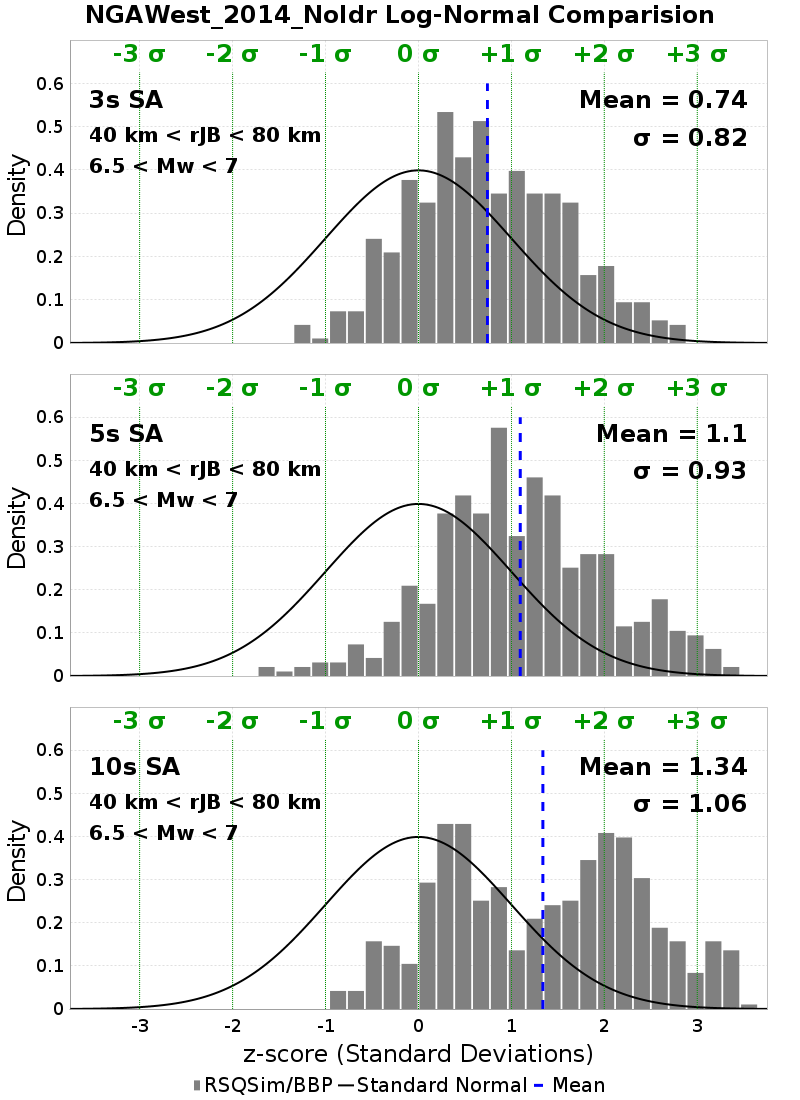 NGAWest_2014_NoIdr Log-Normal Comparision
-3 σ -2 σ -1 σ 0 σ +1 σ +2 σ +3 σ
0.6
3s SA Mean = 0.74
0.5
40 km < rJB < 80 km σ = 0.82
6.5 < Mw < 7
0.4
Density
0.3
0.2
0.1
0
-3 σ -2 σ -1 σ 0 σ +1 σ +2 σ +3 σ
0.6
5s SA Mean = 1.1
0.5
40 km < rJB < 80 km σ = 0.93
6.5 < Mw < 7
0.4
Density
0.3
0.2
0.1
0
-3 σ -2 σ -1 σ 0 σ +1 σ +2 σ +3 σ
0.6
10s SA Mean = 1.34
0.5
40 km < rJB < 80 km σ = 1.06
6.5 < Mw < 7
0.4
Density
0.3
0.2
0.1
0
-3 -2 -1 0 1 2 3
z-score (Standard Deviations)
RSQSim/BBP Standard Normal Mean